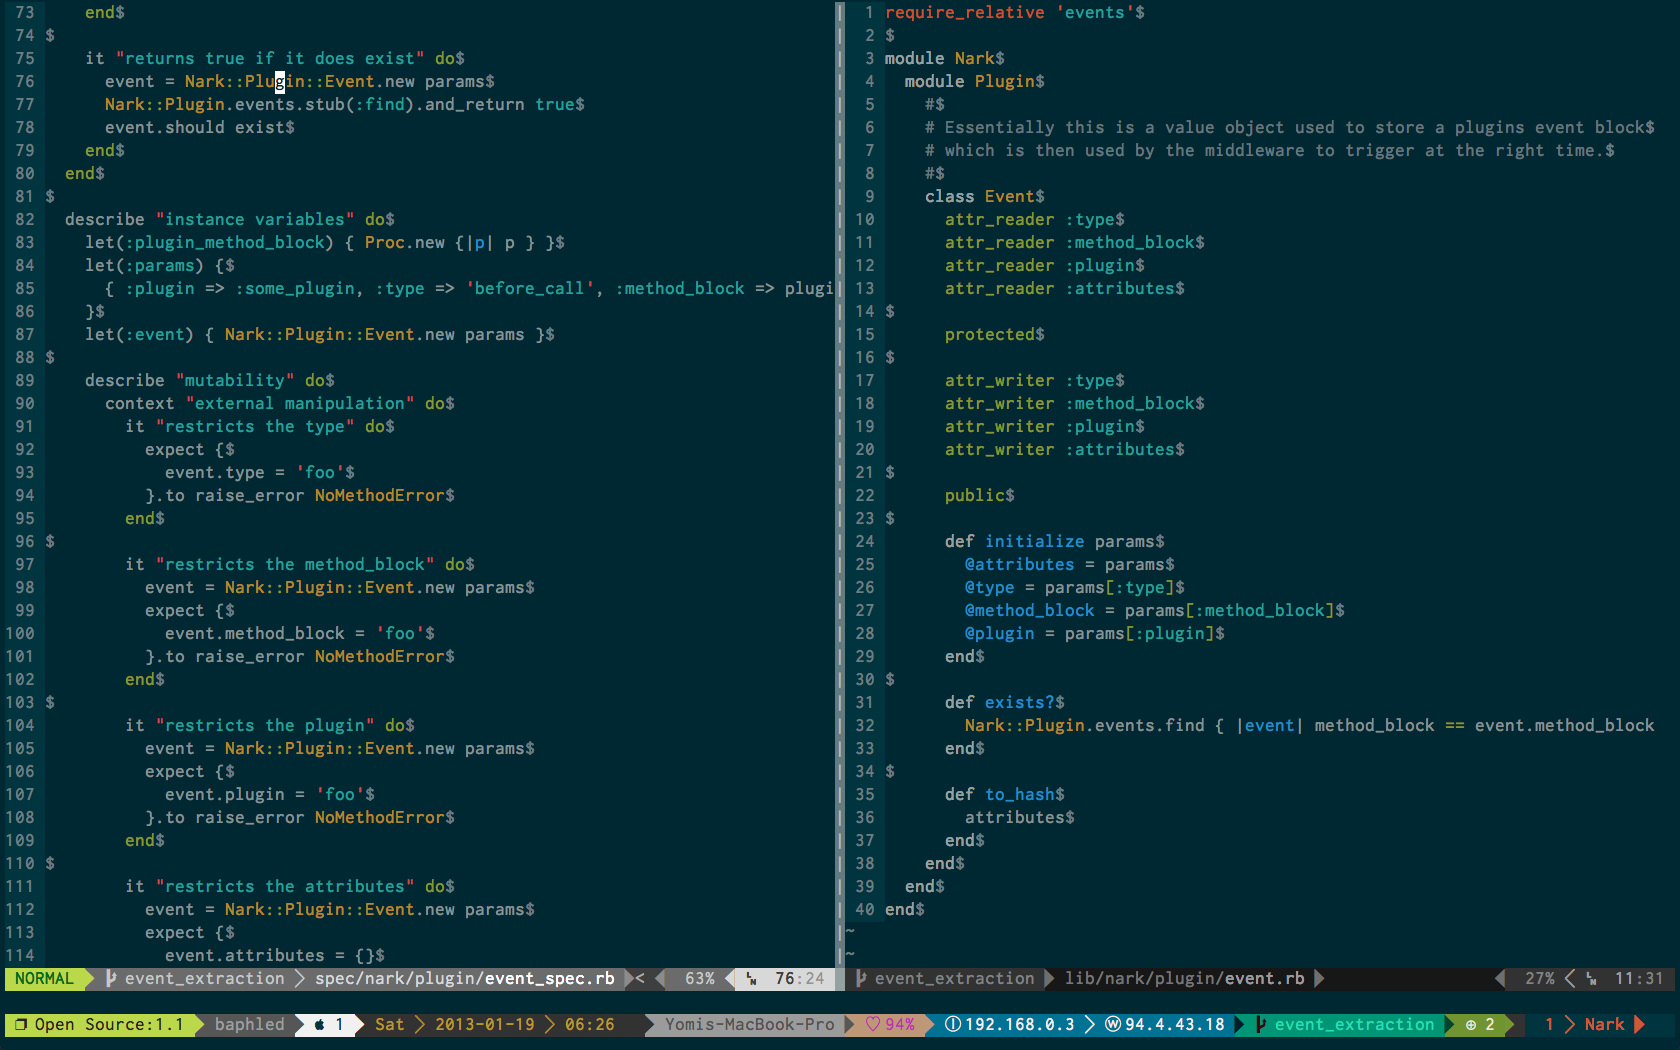 73     end$
74 $
75     it "returns true if it does exist" do$
76       event = Nark::Plugin::Event.new params$
77       Nark::Plugin.events.stub(:find).and_return true$
78       event.should exist$
79     end$
80   end$
81 $
82   describe "instance variables" do$
83     let(:plugin_method_block) { Proc.new {|p| p } }$
84     let(:params) {$
85       { :plugin => :some_plugin, :type => 'before_call', :method_block => plugi
86     }$
87     let(:event) { Nark::Plugin::Event.new params }$
88 $
89     describe "mutability" do$
90       context "external manipulation" do$
91         it "restricts the type" do$
92           expect {$
93             event.type = 'foo'$
94           }.to raise_error NoMethodError$
95         end$
96 $
97         it "restricts the method_block" do$
98           event = Nark::Plugin::Event.new params$
99           expect {$
100             event.method_block = 'foo'$
101           }.to raise_error NoMethodError$
102         end$
103 $
104         it "restricts the plugin" do$
105           event = Nark::Plugin::Event.new params$
106           expect {$
107             event.plugin = 'foo'$
108           }.to raise_error NoMethodError$
109         end$
110 $
111         it "restricts the attributes" do$
112           event = Nark::Plugin::Event.new params$
113           expect {$
114             event.attributes = {}$
NORMAL event_extraction > spec/nark/plugin/event_spec.rb < 63% < LN 76:24
1 require_relative 'events'$
2 $
3 module Nark$
4   module Plugin$
5     #$
6     # Essentially this is a value object used to store a plugins event block$
7     # which is then used by the middleware to trigger at the right time.$
8     #$
9     class Event$
10       attr_reader :type$
11       attr_reader :method_block$
12       attr_reader :plugin$
13       attr_reader :attributes$
14 $
15       protected$
16 $
17       attr_writer :type$
18       attr_writer :method_block$
19       attr_writer :plugin$
20       attr_writer :attributes$
21 $
22       public$
23 $
24       def initialize params$
25         @attributes = params$
26         @type = params[:type]$
27         @method_block = params[:method_block]$
28         @plugin = params[:plugin]$
29       end$
30 $
31       def exists?$
32         Nark::Plugin.events.find { |event| method_block == event.method_block
33       end$
34 $
35       def to_hash$
36         attributes$
37       end$
38     end$
39   end$
40 end$
~
~
event_extraction lib/nark/plugin/event.rb 27% < LN 11:31
Open Source:1.1 baphled 1 Sat > 2013-01-19 > 06:26 Yomis-MacBook-Pro ♡94% Ⓘ192.168.0.3 > ⓦ94.4.43.18 event_extraction ⊕ 2 1 > Nark